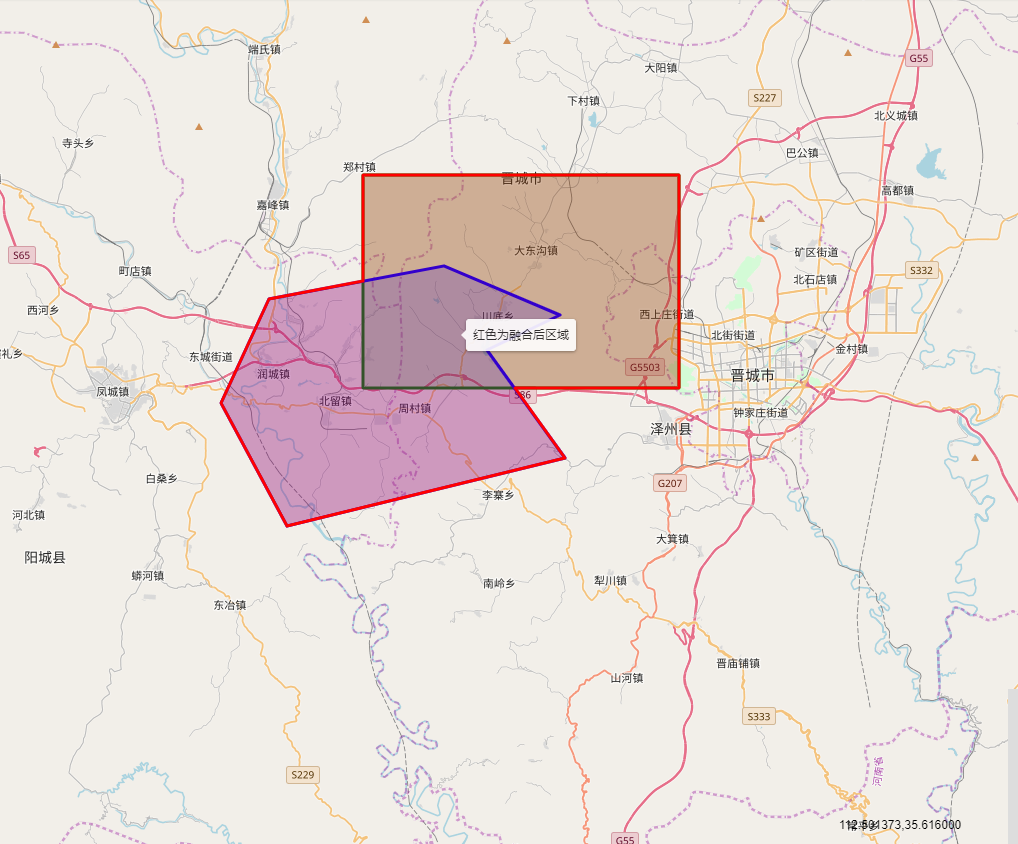 端氏镇
大阳镇
G55
S227
下村镇
北义城镇
寺头乡
巴公镇
郑村镇
晋城市
高都镇
嘉峰镇
大东沟镇
矿区街道
S65
町店镇
S332
北石店镇
西河乡
川底乡
西上庄街道
红色为融合后区域
北街街道
金村镇
礼乡
东城街道
G5503
润城镇
晋城市
凤城镇
S86
北留镇
周村镇
钟家庄街道
泽州县
白桑乡
G207
李寨乡
河北镇
大箕镇
阳城县
蟒河镇
南岭乡
犁川镇
东冶镇
晋庙铺镇
山河镇
S333
河南省
S229
35.616000
G55